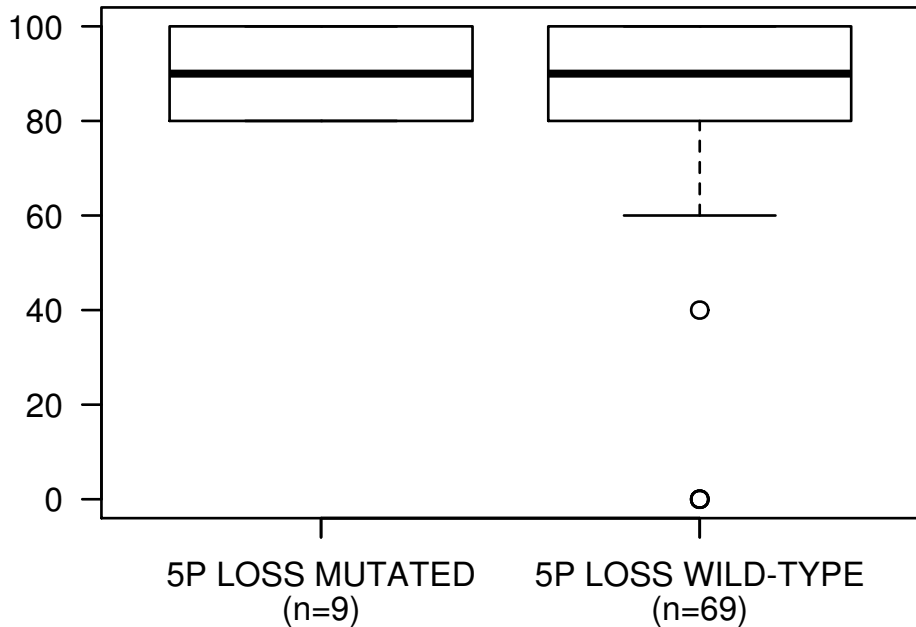 100
80
60
40
20
0
5P LOSS MUTATED
(n=9)
5P LOSS WILD-TYPE
(n=69)